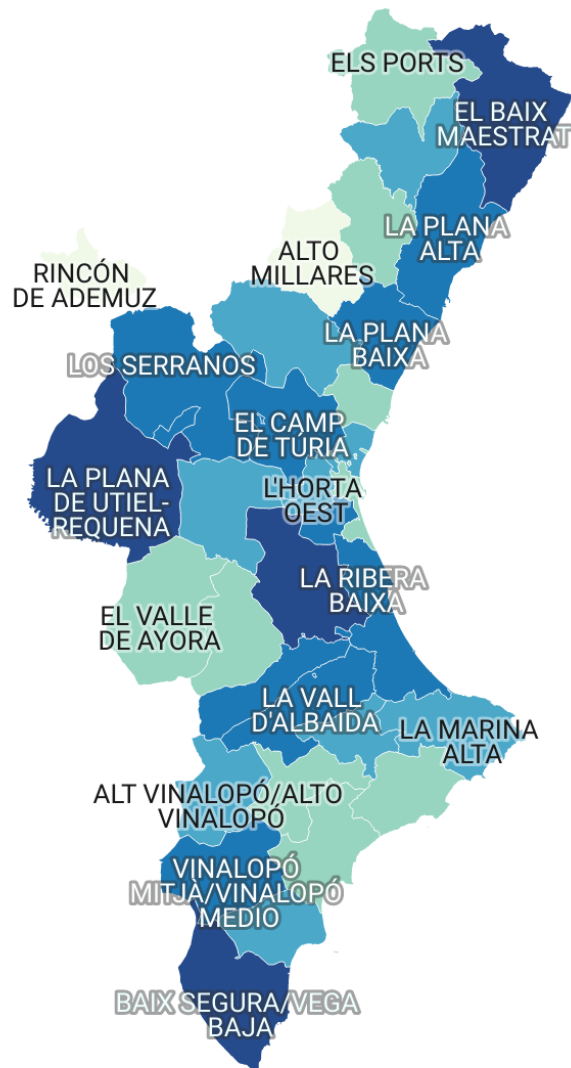 ELS PORTS
EL BAIX
MAESTRAT
LA PLANA
ALTA
ALTO
MILLARES
RINCÓN
DE ADEMUZ
LA PLANA
BAIXA
LOS SERRANOS
EL CAMP
DE TÚRIA
LA PLANA
DE UTIEL-
REQUENA
L'HORTA
OEST
LA RIBERA
BAIXA
EL VALLE
DE AYORA
LA VALL
D'ALBAIDA
LA MARINA
ALTA
ALT VINALOPÓ/ALTO
VINALOPÓ
VINALOPÓ
MITJÀ/VINALOPÓ
MEDIO
BAIX SEGURA/VEGA
BAJA